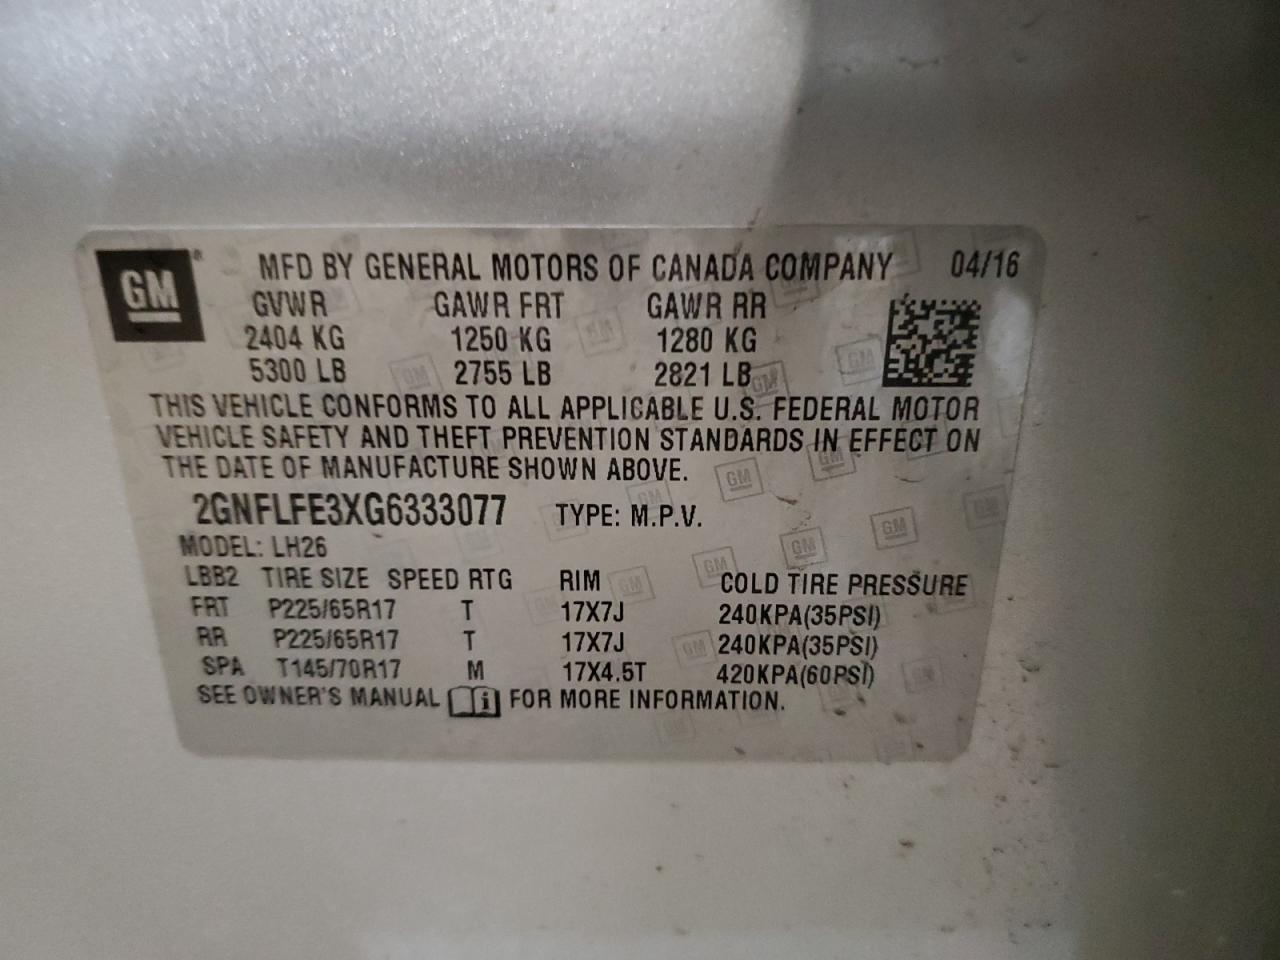 GM ® MFD BY GENERAL MOTORS OF CANADA COMPANY 04/16
GVWR GAWR FRT GAWR RR
2404 KG 1250 KG 1280 KG
5300 LB 2755 LB 2821 LB
THIS VEHICLE CONFORMS TO ALL APPLICABLE U.S. FEDERAL MOTOR
VEHICLE SAFETY AND THEFT PREVENTION STANDARDS IN EFFECT ON
THE DATE OF MANUFACTURE SHOWN ABOVE.
2GNFLFE3XG6333077 TYPE: M.P.V.
MODEL: LH26
LBB2 TIRE SIZE SPEED RTG RIM COLD TIRE PRESSURE
FRT P225/65R17 T 17X7J 240KPA(35PSI)
RR P225/65R17 T 17X7J 240KPA(35PSI)
SPA T145/70R17 M 17X4.5T 420KPA(60PSI)
SEE OWNER'S MANUAL i FOR MORE INFORMATION.